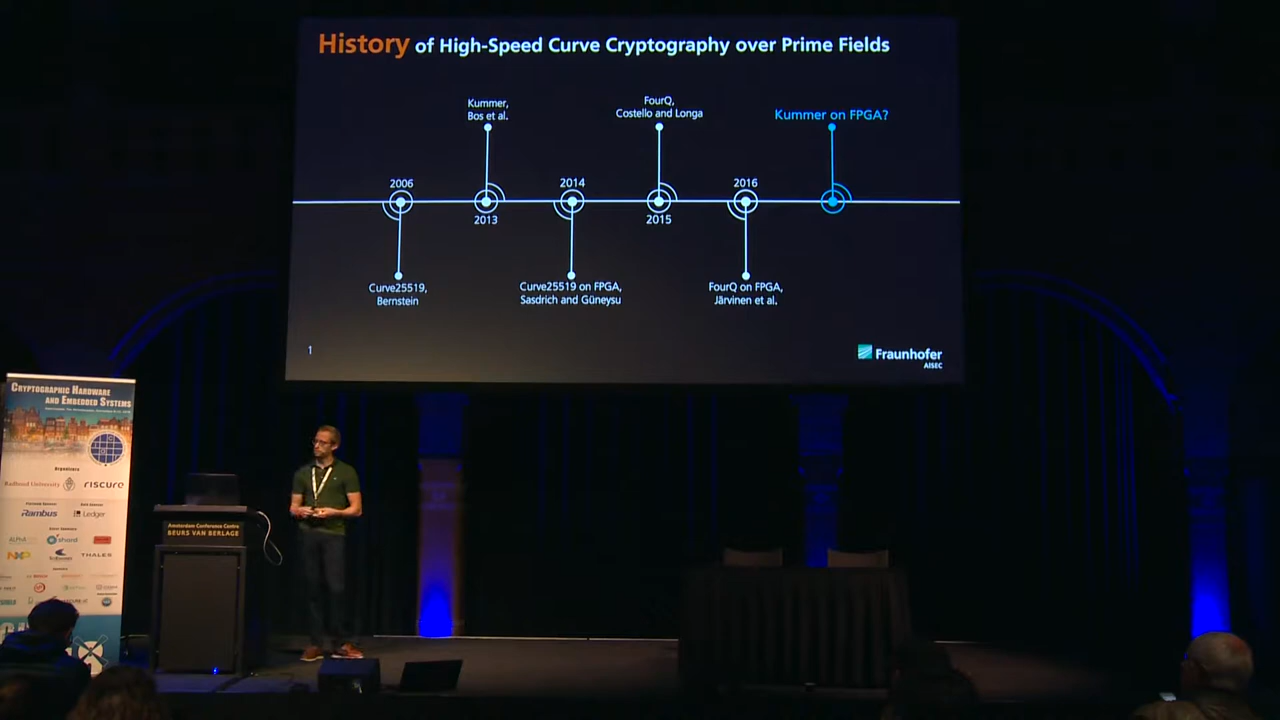 History of High-Speed Curve Cryptography over Prime Fields
Kummer,
Bos et al.
FourQ,
Costello and Longa
Kummer on FPGA?
2006
2014
2016
2013
2015
Curve25519,
Bernstein
Curve25519 on FPGA,
Sasdrich and Güneysu
FourQ on FPGA,
Järvinen et al.
1
Fraunhofer
AISEC
Cryptographic Hardware
and Embedded Systems
Organizers
Radboud University
riscure
Rambus
Ledger
NXP
THALES
Amsterdam Conference Centre
BEURS VAN BERLAGE